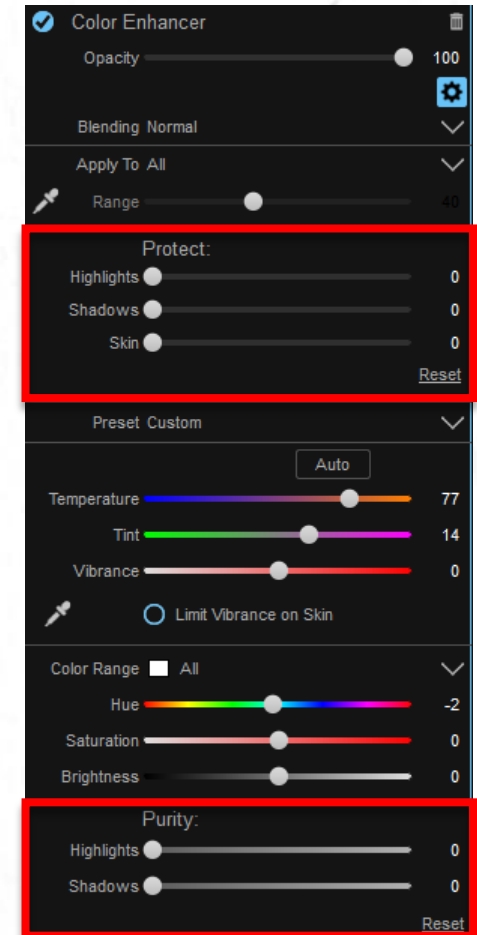 Color Enhancer
Opacity 100
Blending Normal
Apply To All
Range 40
Protect:
Highlights 0
Shadows 0
Skin 0
Reset
Preset Custom
Auto
Temperature 77
Tint 14
Vibrance 0
Limit Vibrance on Skin
Color Range All
Hue -2
Saturation 0
Brightness 0
Purity:
Highlights 0
Shadows 0
Reset